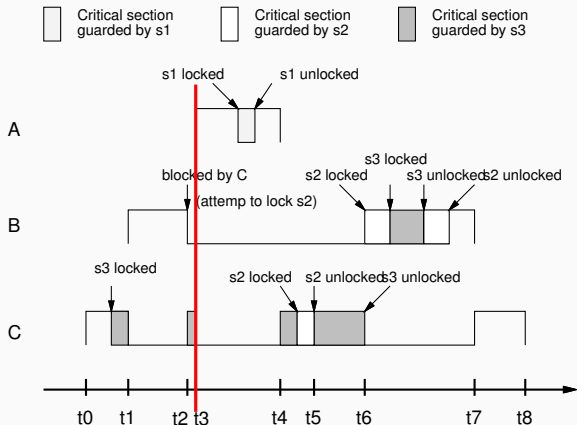 Critical section
guarded by s1
Critical section
guarded by s2
Critical section
guarded by s3
s1 locked
s1 unlocked
A
blocked by C
(attemp to lock s2)
s2 locked
s3 locked
s3 unlocked
s2 unlocked
B
s3 locked
s2 locked
s2 unlocked
s3 unlocked
C
t0 t1 t2 t3 t4 t5 t6 t7 t8